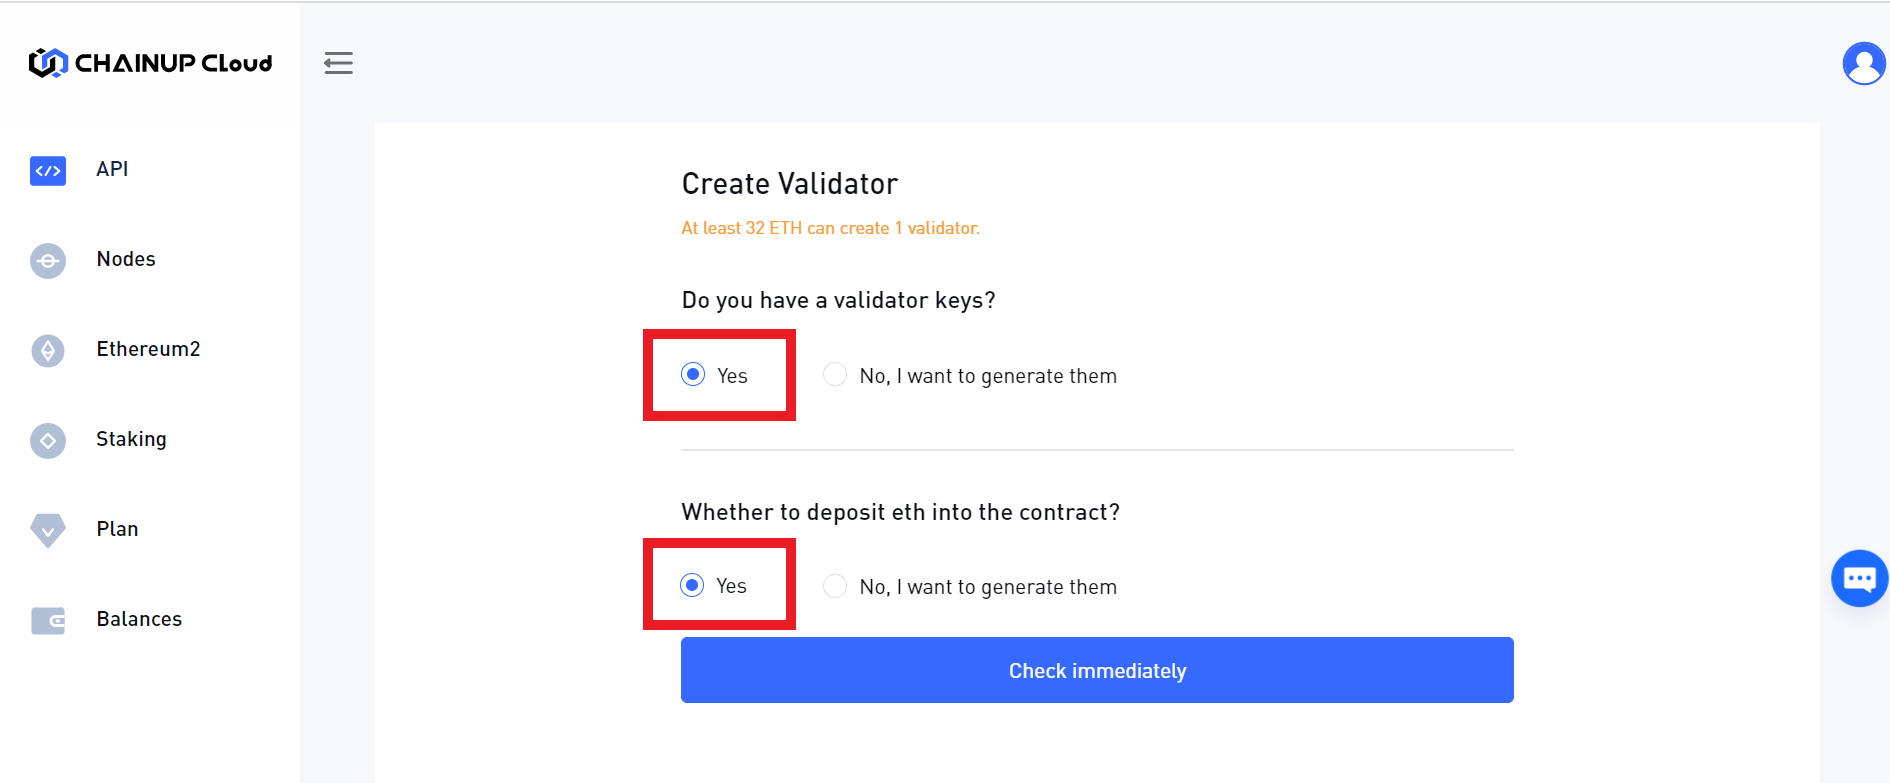 CHAINUP Cloud
API
Nodes
Ethereum2
Staking
Plan
Balances
Create Validator
At least 32 ETH can create 1 validator.
Do you have a validator keys?
Yes
No, I want to generate them
Whether to deposit eth into the contract?
Yes
No, I want to generate them
Check immediately